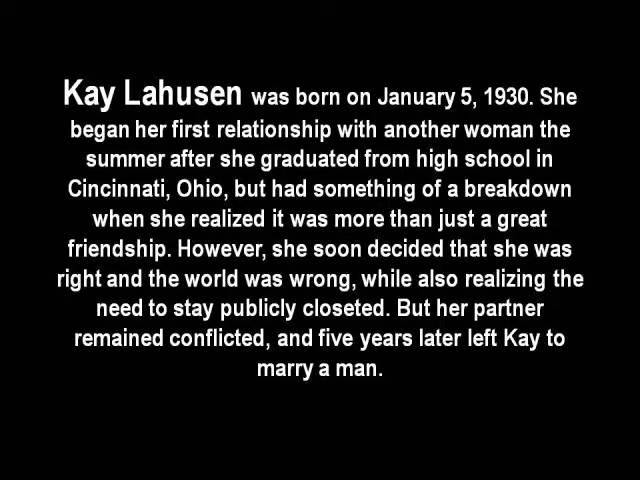 Kay Lahusen was born on January 5, 1930. She
began her first relationship with another woman the
summer after she graduated from high school in
Cincinnati, Ohio, but had something of a breakdown
when she realized it was more than just a great
friendship. However, she soon decided that she was
right and the world was wrong, while also realizing the
need to stay publicly closeted. But her partner
remained conflicted, and five years later left Kay to
marry a man.